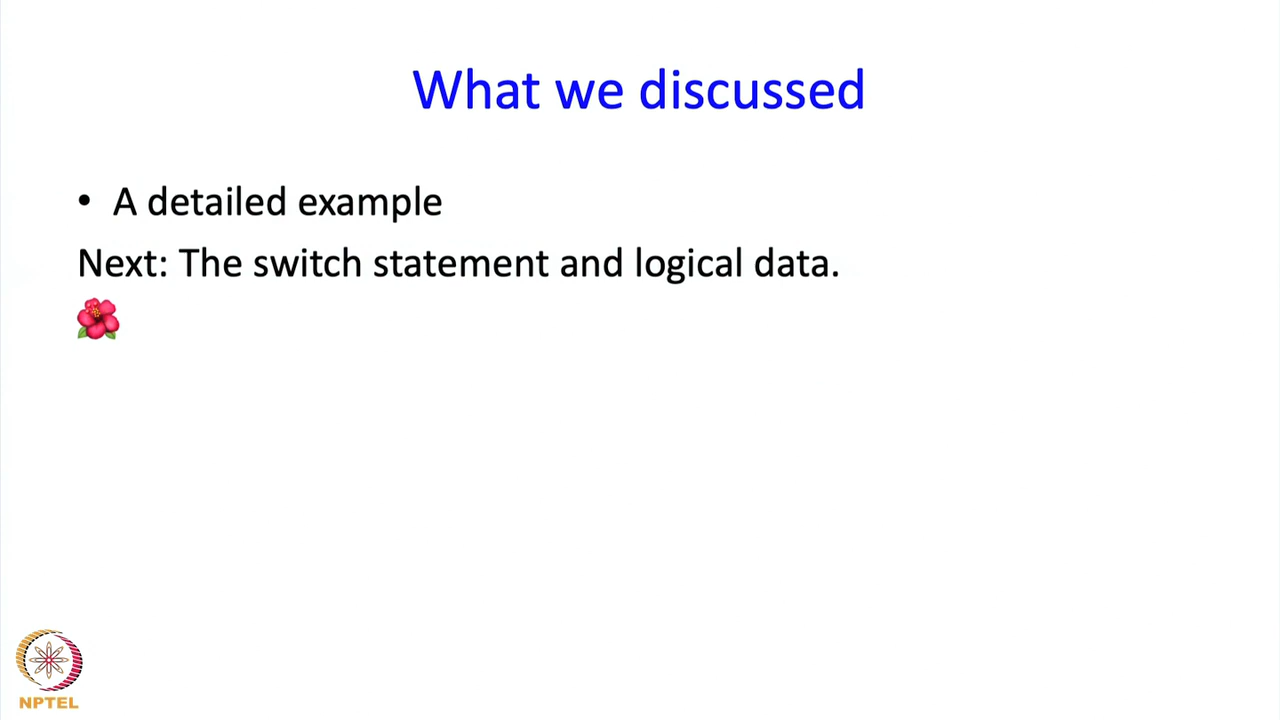 What we discussed
• A detailed example
Next: The switch statement and logical data.
NPTEL